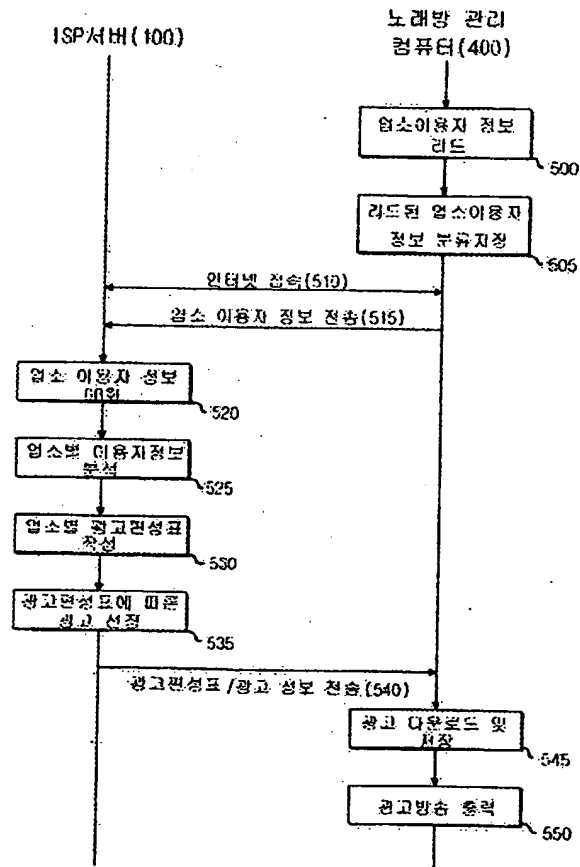 ISP서버(100)
노래방 관리
컴퓨터(400)
업소이용자 정보
리드
500
리드된 업소이용자
정보 분류저장
505
인터넷 접속(510)
업소 이용자 정보 전송(515)
업소 이용자 정보
DB화
520
업소별 이용자정보
분석
525
업소별 광고편성표
작성
530
광고편성표에 따른
광고 선정
535
광고편성표/광고 정보 전송(540)
광고 다운로드 및
저장
545
광고방송 출력
550